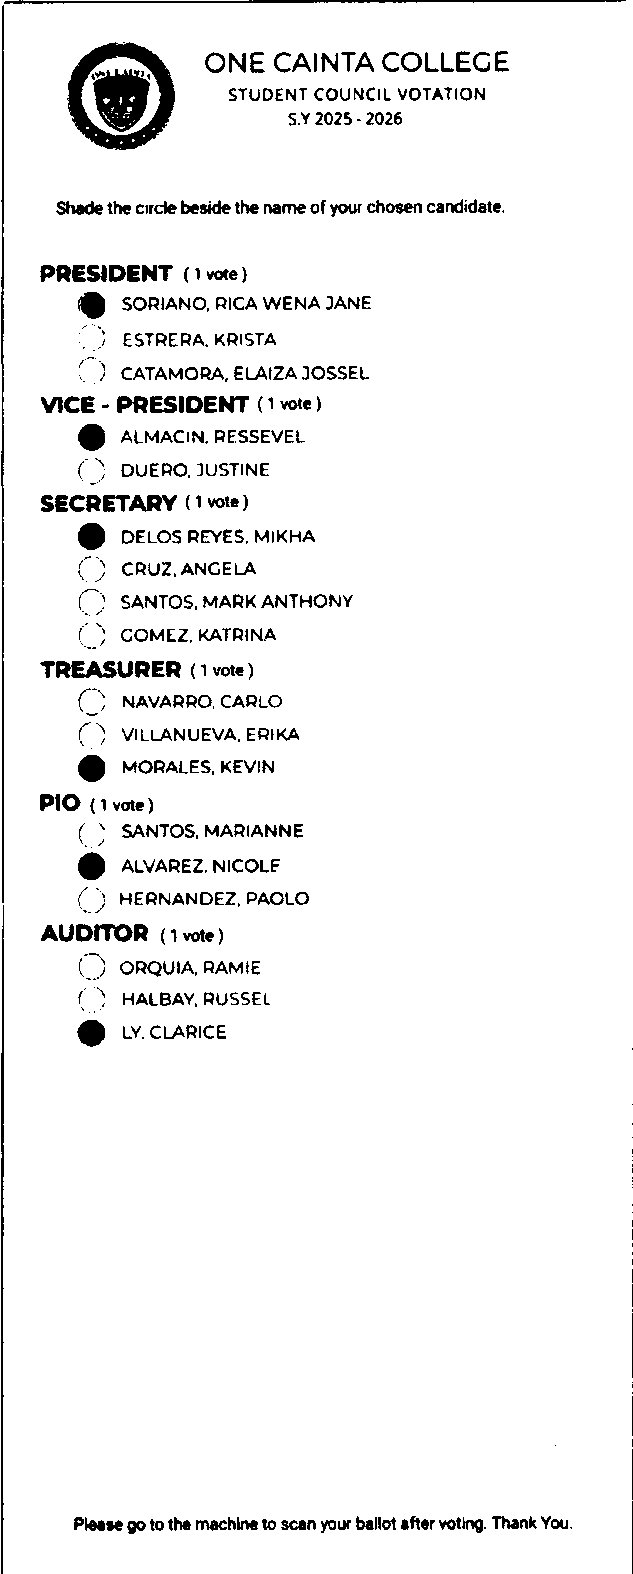 ONE CAINTA
ONE CAINTA COLLEGE
STUDENT COUNCIL VOTATION
S.Y 2025 - 2026
Shade the circle beside the name of your chosen candidate.
PRESIDENT ( 1 vote )
SORIANO, RICA WENA JANE
ESTRERA, KRISTA
CATAMORA, ELAIZA JOSSEL
VICE - PRESIDENT ( 1 vote )
ALMACIN, RESSEVEL
DUERO, JUSTINE
SECRETARY ( 1 vote )
DELOS REYES, MIKHA
CRUZ, ANGELA
SANTOS, MARK ANTHONY
GOMEZ, KATRINA
TREASURER ( 1 vote )
NAVARRO, CARLO
VILLANUEVA, ERIKA
MORALES, KEVIN
PIO ( 1 vote )
SANTOS, MARIANNE
ALVAREZ, NICOLE
HERNANDEZ, PAOLO
AUDITOR ( 1 vote )
ORQUIA, RAMIE
HALBAY, RUSSEL
LY, CLARICE
Please go to the machine to scan your ballot after voting. Thank You.